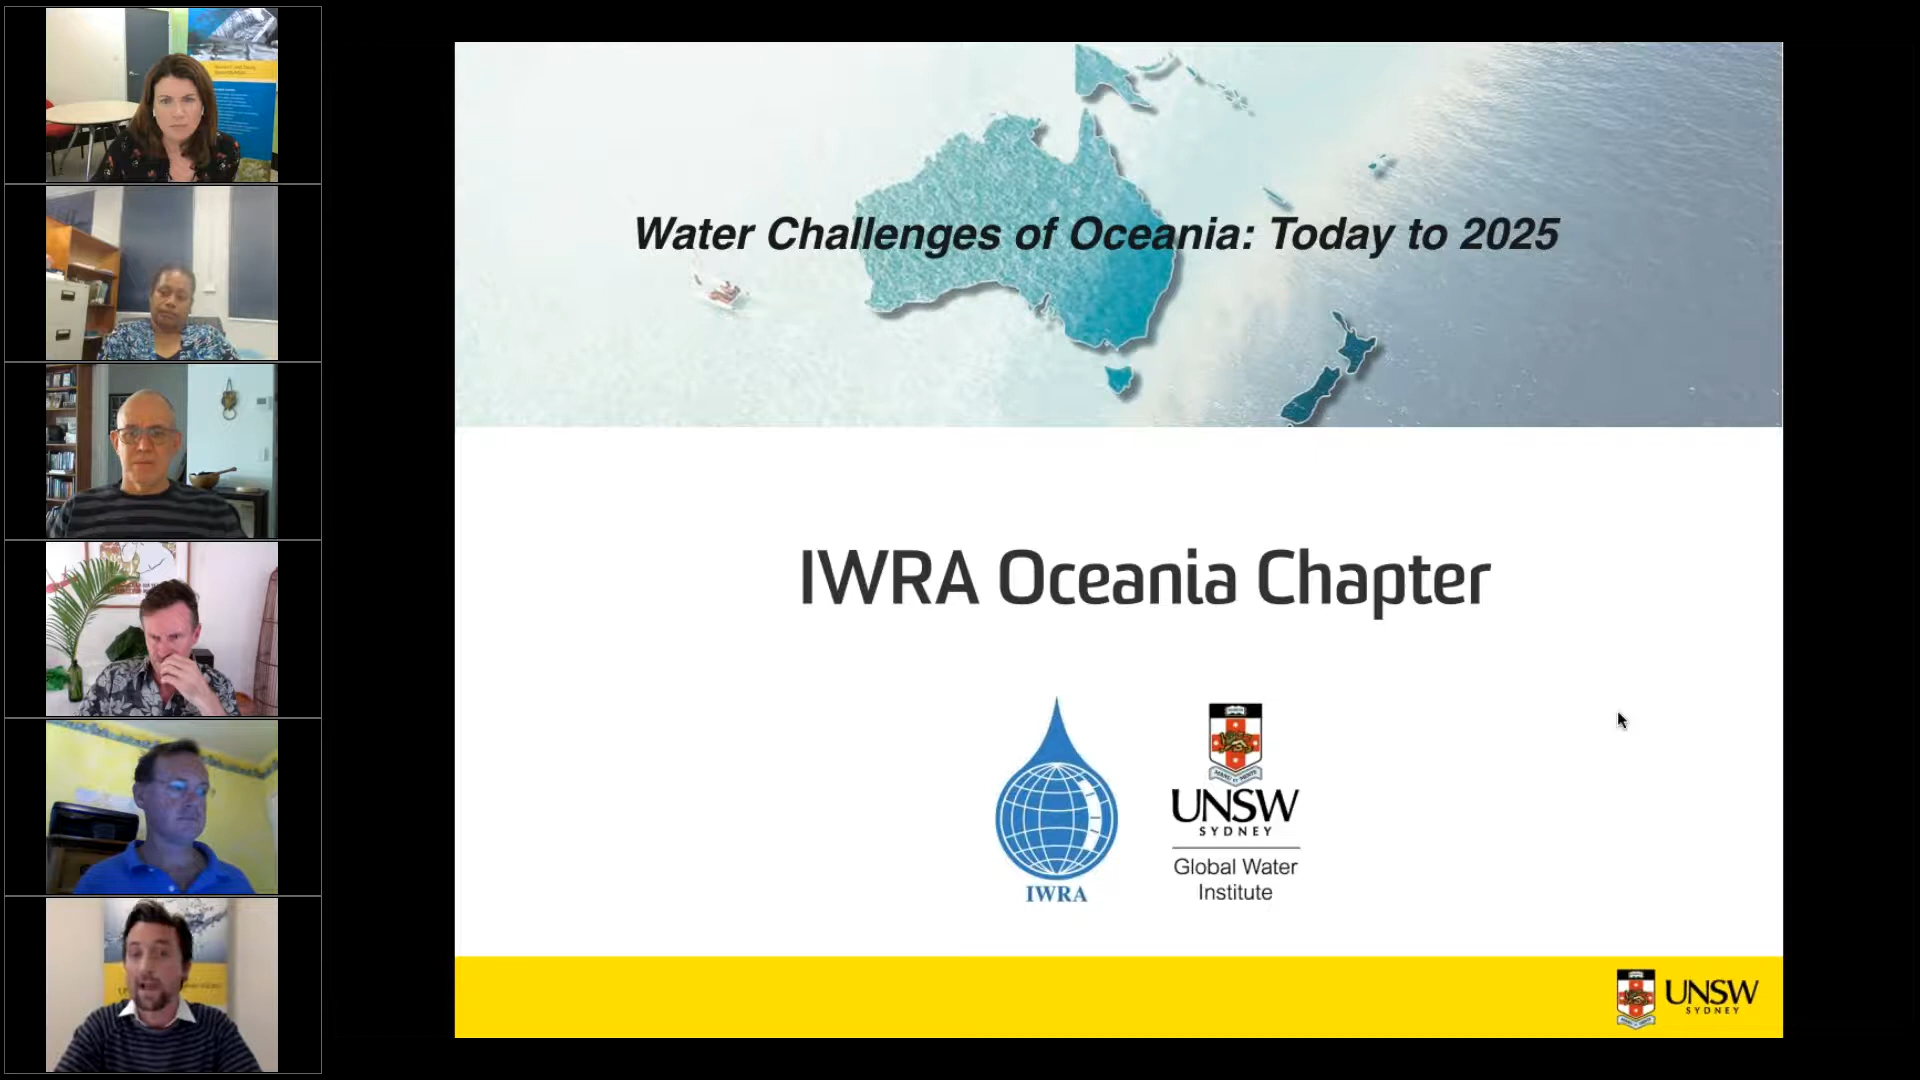 Water Challenges of Oceania: Today to 2025
IWRA Oceania Chapter
IWRA
UNSW
SYDNEY
Global Water
Institute
UNSW
SYDNEY